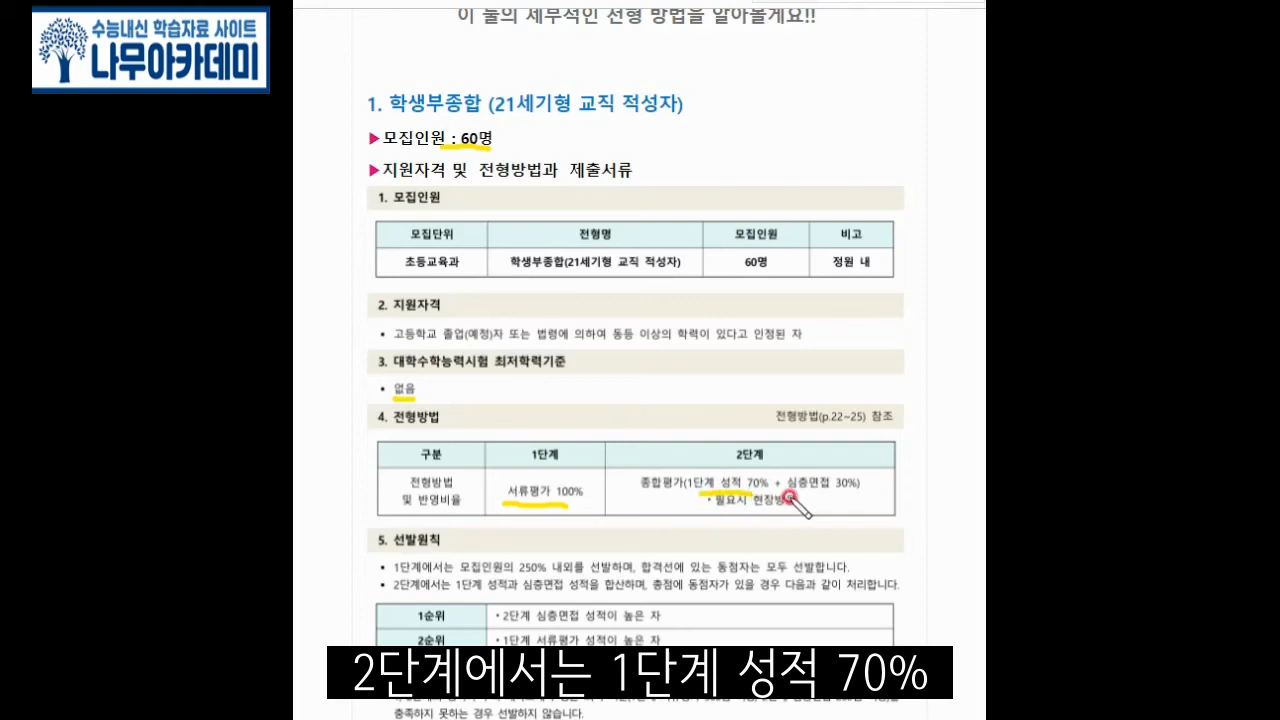 이 둘의 세부적인 전형 방법을 알아볼게요!!
수능내신 학습자료 사이트
나무아카데미
1. 학생부종합 (21세기형 교직 적성자)
▶모집인원 : 60명
▶지원자격 및 전형방법과 제출서류
1. 모집인원
모집단위 전형명 모집인원 비고
초등교육과 학생부종합(21세기형 교직 적성자) 60명 정원 내
2. 지원자격
▪ 고등학교 졸업(예정)자 또는 법령에 의하여 동등 이상의 학력이 있다고 인정된 자
3. 대학수학능력시험 최저학력기준
▪ 없음
4. 전형방법 전형방법(p.22~25) 참조
구분 1단계 2단계
전형방법 및 반영비율 서류평가 100% 종합평가(1단계 성적 70% + 심층면접 30%)
• 필요시 현장방
5. 선발원칙
▪ 1단계에서는 모집인원의 250% 내외를 선발하며, 합격선에 있는 동점자는 모두 선발합니다.
▪ 2단계에서는 1단계 성적과 심층면접 성적을 합산하며, 총점에 동점자가 있을 경우 다음과 같이 처리합니다.
1순위 • 2단계 심층면접 성적이 높은 자
2순위 • 1단계 서류평가 성적이 높은 자
2단계에서는 1단계 성적 70%
충족하지 못하는 경우 선발하지 않습니다.